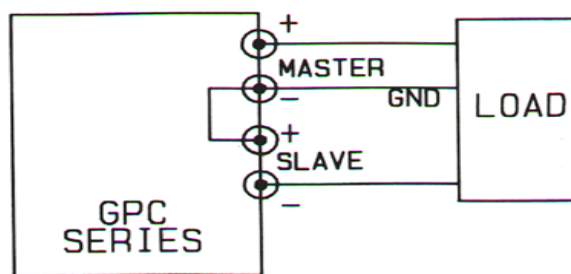 +
MASTER
-
GND
+
SLAVE
-
GPC
SERIES
LOAD